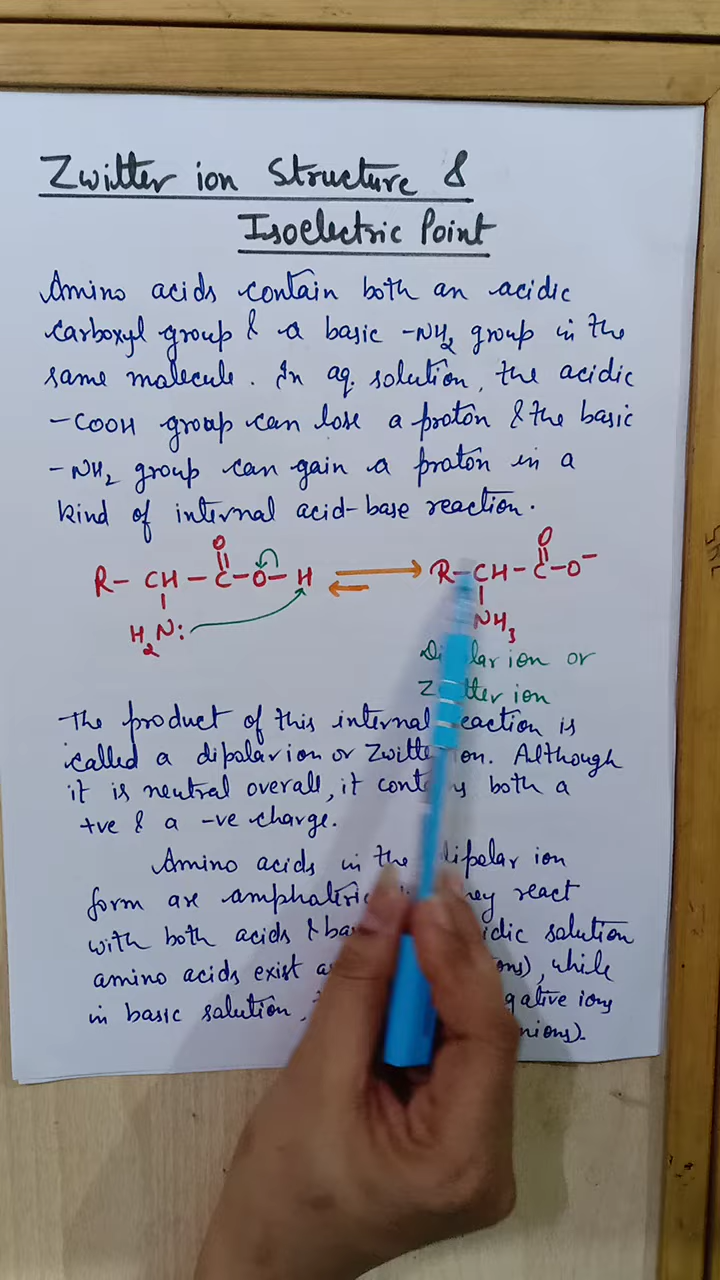 Zwitter ion Structure &
Isoelectric Point
Amino acids contain both an acidic
carboxyl group & a basic -NH2 group in the
same molecule. In aq. solution, the acidic
-COOH group can lose a proton & the basic
-NH2 group can gain a proton in a
kind of internal acid-base reaction.
O O
R- CH - C-O-H R-CH-C-O-
H2N: NH3
ion or
ion
The product of this internal reaction is
called a dipolar ion or Zwitter ion. Although
it is neutral overall, it both a
+ve & a -ve charge.
Amino acids in the dipolar ion
form are react
with both acids & solution
amino acids exist while
in basic solution, ions